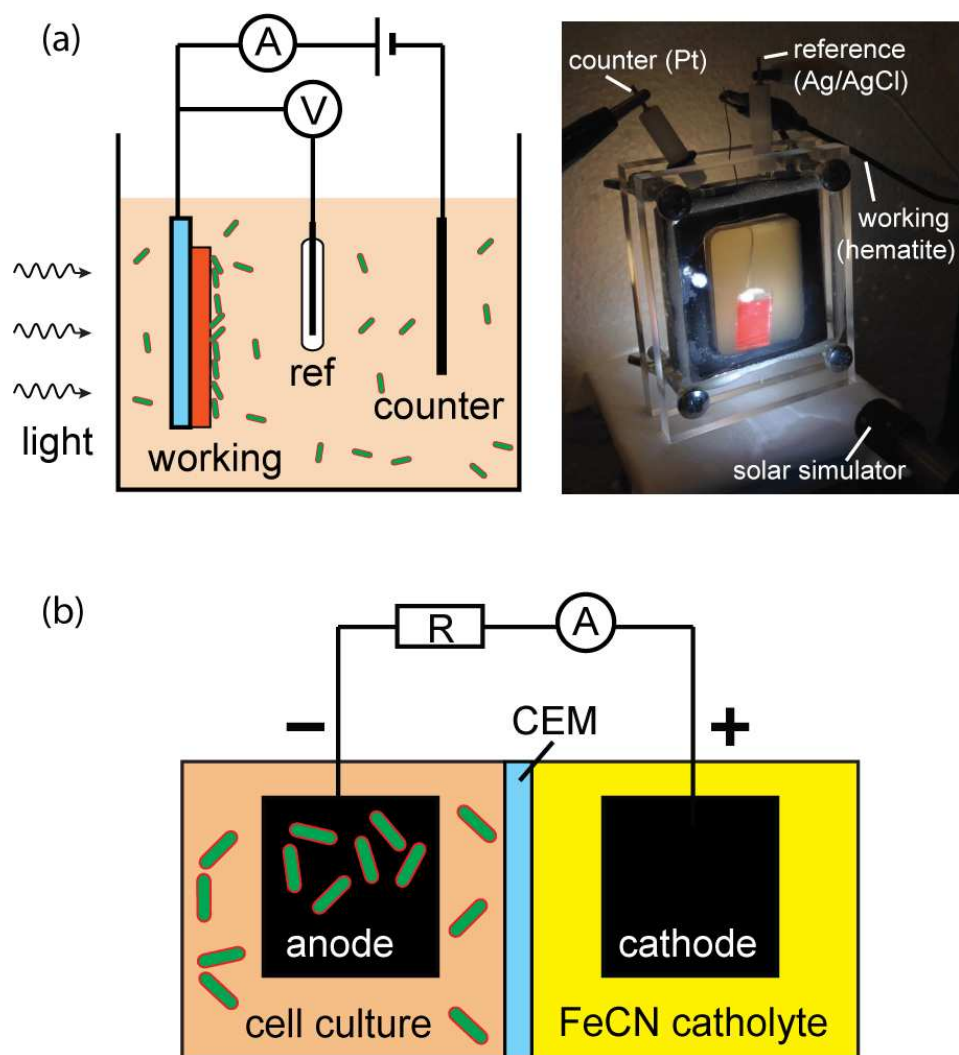 (a)
A
V
light
working
ref
counter
counter (Pt)
reference
(Ag/AgCl)
working
(hematite)
solar simulator
(b)
R
A
−
CEM
+
anode
cathode
cell culture
FeCN catholyte